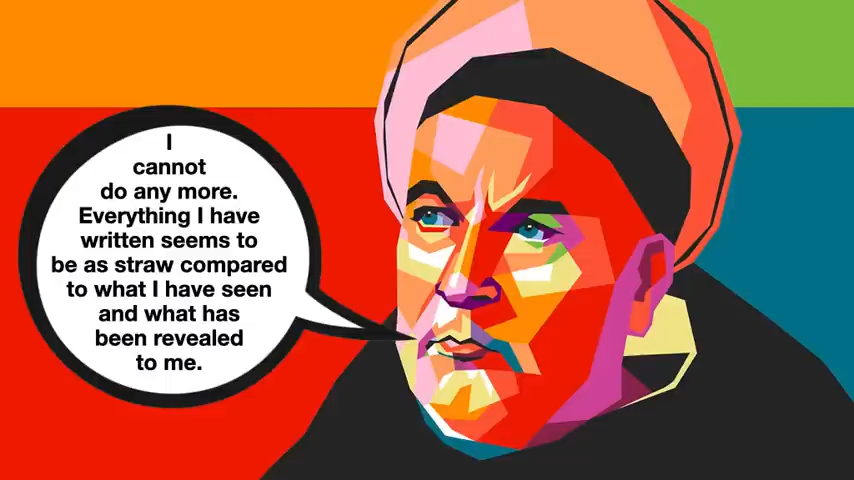 I
cannot
do any more.
Everything I have
written seems to
be as straw compared
to what I have seen
and what has
been revealed
to me.